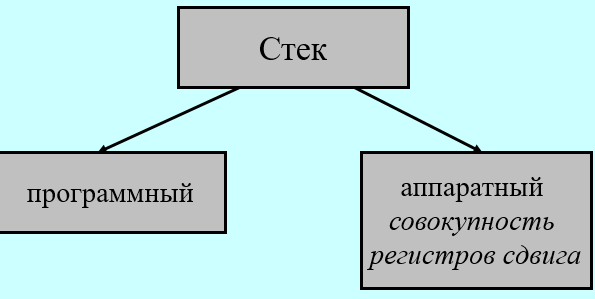 Стек
программный
аппаратный
совокупность
регистров сдвига